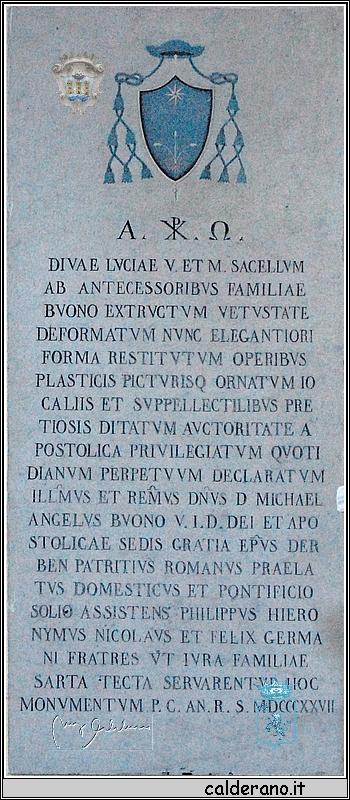 A. ☧. Ω.
DIVAE LVCIAE V. ET M. SACELLVM
AB ANTECESSORIBVS FAMILIAE
BVONO EXTRVCTVM VETVSTATE
DEFORMATVM NVNC ELEGANTIORI
FORMA RESTITVTVM OPERIBVS
PLASTICIS PICTVRISQ ORNATVM IO
CALIIS ET SVPPELLECTILIBVS PRE
TIOSIS DITATVM AVCTORITATE A
POSTOLICA PRIVILEGIATVM QVOTI
DIANVM PERPETVVM DECLARATVM
ILLMVS ET REMVS DNVS D MICHAEL
ANGELVS BVONO V. I. D. DEI ET APO
STOLICAE SEDIS GRATIA EPVS DER
BEN PATRITIVS ROMANVS PRAELA
TVS DOMESTICVS ET PONTIFICIO
SOLIO ASSISTENS PHILIPPVS HIERO
NYMVS NICOLAVS ET FELIX GERMA
NI FRATRES VT IVRA FAMILIAE
SARTA TECTA SERVARENTVR HOC
MONVMENTVM P. C. AN. R. S. MDCCCXXVII
calderano.it